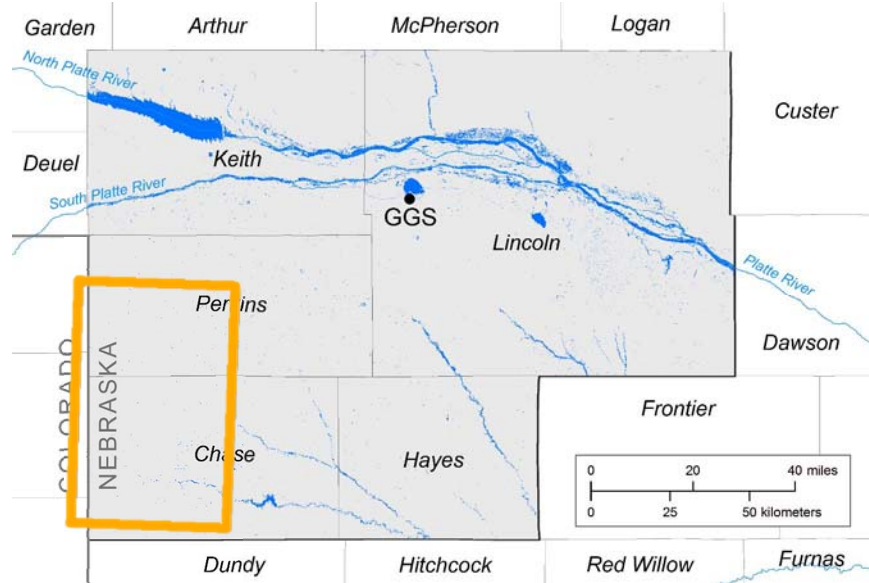 Garden
Arthur
McPherson
Logan
North Platte River
Custer
Keith
Deuel
South Platte River
GGS
Lincoln
Platte River
Perkins
Dawson
COLORADO
NEBRASKA
Frontier
Chase
Hayes
0 20 40 miles
0 25 50 kilometers
Dundy
Hitchcock
Red Willow
Furnas